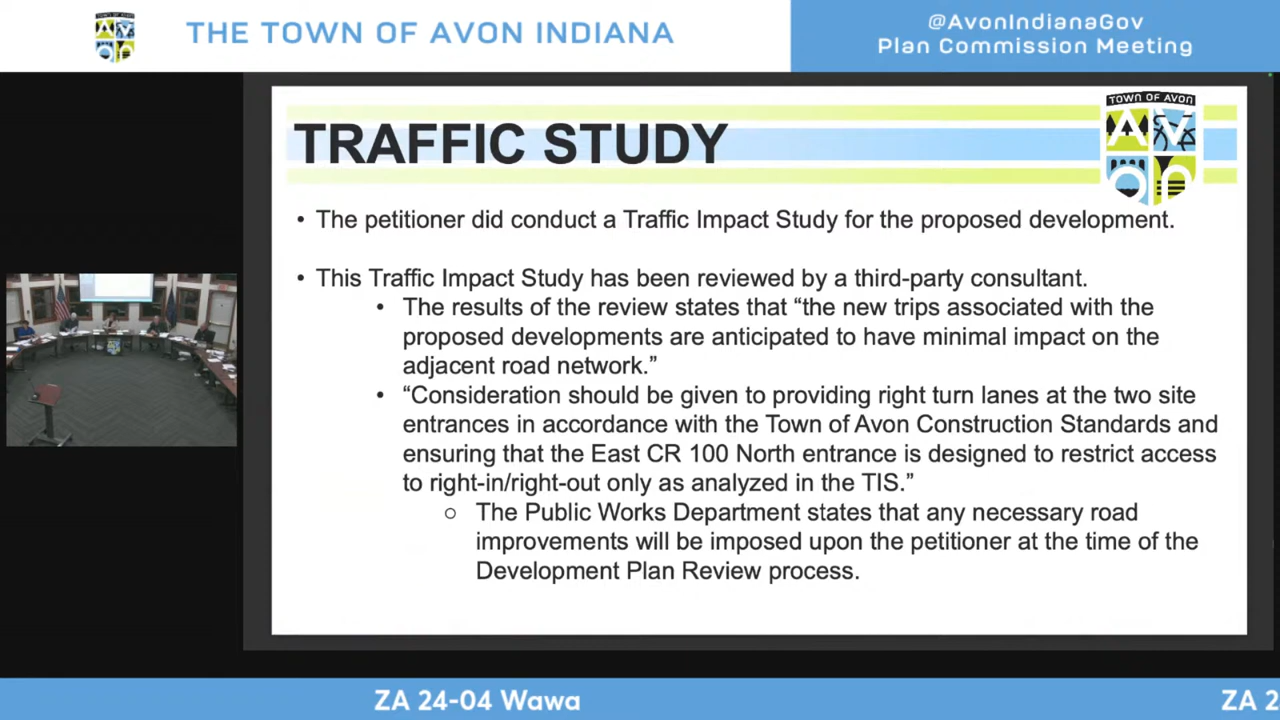 THE TOWN OF AVON INDIANA
@AvonIndianaGov
Plan Commission Meeting
TRAFFIC STUDY
TOWN OF AVON
Avon
• The petitioner did conduct a Traffic Impact Study for the proposed development.
• This Traffic Impact Study has been reviewed by a third-party consultant.
• The results of the review states that “the new trips associated with the
proposed developments are anticipated to have minimal impact on the
adjacent road network.”
• “Consideration should be given to providing right turn lanes at the two site
entrances in accordance with the Town of Avon Construction Standards and
ensuring that the East CR 100 North entrance is designed to restrict access
to right-in/right-out only as analyzed in the TIS.”
○ The Public Works Department states that any necessary road
improvements will be imposed upon the petitioner at the time of the
Development Plan Review process.
ZA 24-04 Wawa
ZA 2